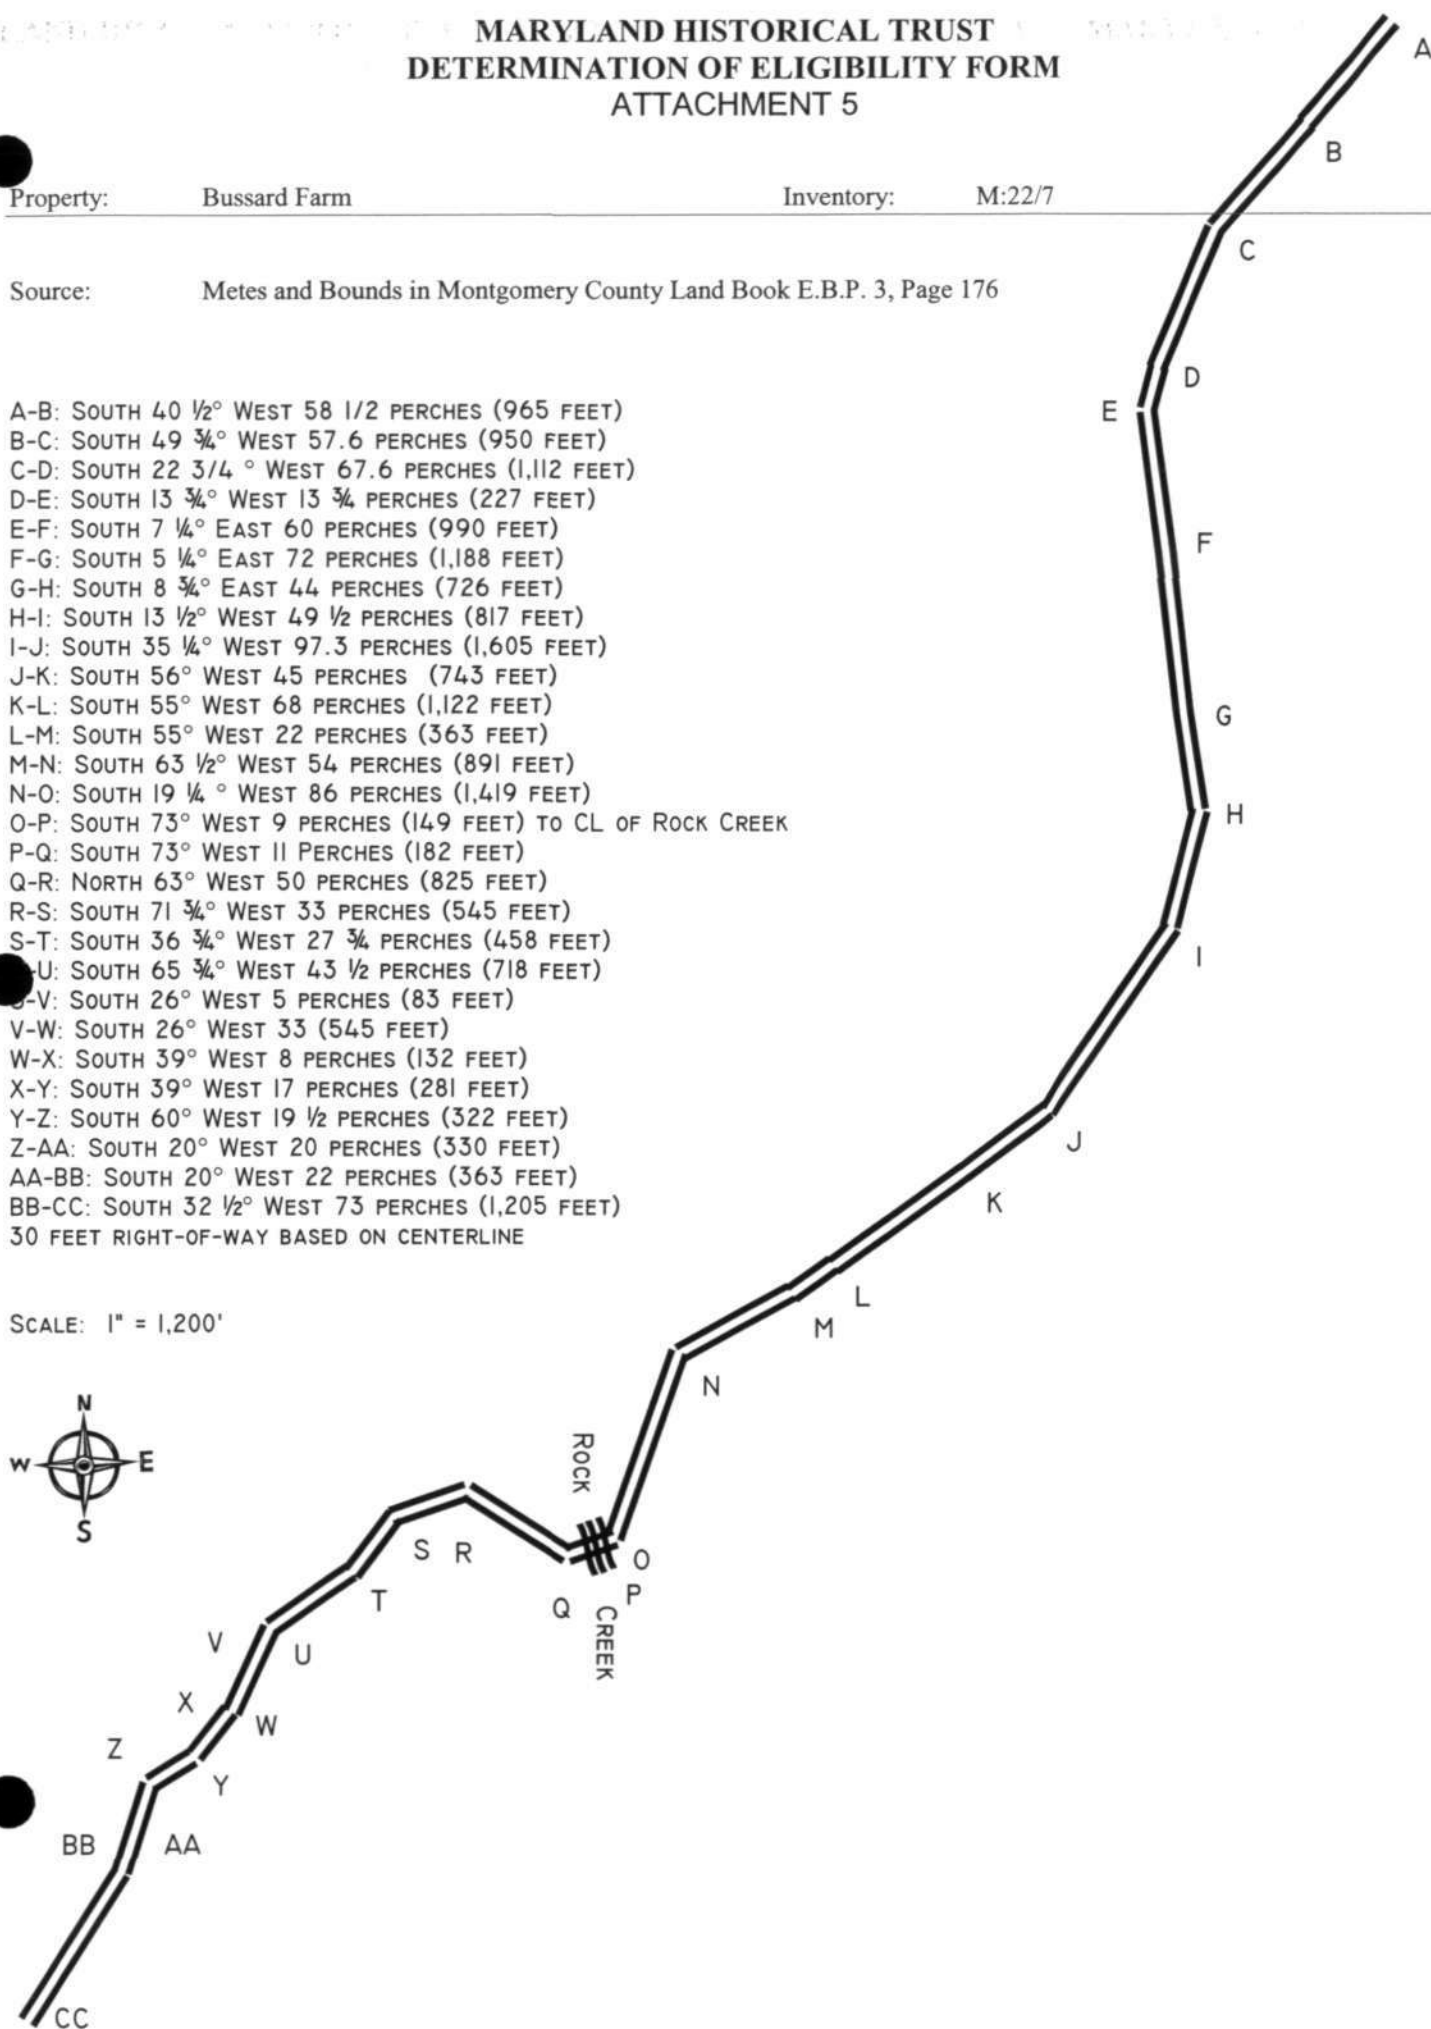 MARYLAND HISTORICAL TRUST
DETERMINATION OF ELIGIBILITY FORM
ATTACHMENT 5
Property: Bussard Farm Inventory: M:22/7
Source: Metes and Bounds in Montgomery County Land Book E.B.P. 3, Page 176
A-B: SOUTH 40 ½° WEST 58 1/2 PERCHES (965 FEET)
B-C: SOUTH 49 ¾° WEST 57.6 PERCHES (950 FEET)
C-D: SOUTH 22 3/4 ° WEST 67.6 PERCHES (1,112 FEET)
D-E: SOUTH 13 ¾° WEST 13 ¾ PERCHES (227 FEET)
E-F: SOUTH 7 ¼° EAST 60 PERCHES (990 FEET)
F-G: SOUTH 5 ¼° EAST 72 PERCHES (1,188 FEET)
G-H: SOUTH 8 ¾° EAST 44 PERCHES (726 FEET)
H-I: SOUTH 13 ½° WEST 49 ½ PERCHES (817 FEET)
I-J: SOUTH 35 ¼° WEST 97.3 PERCHES (1,605 FEET)
J-K: SOUTH 56° WEST 45 PERCHES (743 FEET)
K-L: SOUTH 55° WEST 68 PERCHES (1,122 FEET)
L-M: SOUTH 55° WEST 22 PERCHES (363 FEET)
M-N: SOUTH 63 ½° WEST 54 PERCHES (891 FEET)
N-O: SOUTH 19 ¼ ° WEST 86 PERCHES (1,419 FEET)
O-P: SOUTH 73° WEST 9 PERCHES (149 FEET) TO CL OF ROCK CREEK
P-Q: SOUTH 73° WEST 11 PERCHES (182 FEET)
Q-R: NORTH 63° WEST 50 PERCHES (825 FEET)
R-S: SOUTH 71 ¾° WEST 33 PERCHES (545 FEET)
S-T: SOUTH 36 ¾° WEST 27 ¾ PERCHES (458 FEET)
-U: SOUTH 65 ¾° WEST 43 ½ PERCHES (718 FEET)
-V: SOUTH 26° WEST 5 PERCHES (83 FEET)
V-W: SOUTH 26° WEST 33 (545 FEET)
W-X: SOUTH 39° WEST 8 PERCHES (132 FEET)
X-Y: SOUTH 39° WEST 17 PERCHES (281 FEET)
Y-Z: SOUTH 60° WEST 19 ½ PERCHES (322 FEET)
Z-AA: SOUTH 20° WEST 20 PERCHES (330 FEET)
AA-BB: SOUTH 20° WEST 22 PERCHES (363 FEET)
BB-CC: SOUTH 32 ½° WEST 73 PERCHES (1,205 FEET)
30 FEET RIGHT-OF-WAY BASED ON CENTERLINE
SCALE: 1" = 1,200'
N
W E
S
A
B
C
D
E
F
G
H
I
J
K
L
M
N
ROCK
CREEK
O
P
Q
R
S
T
U
V
W
X
Y
Z
AA
BB
CC